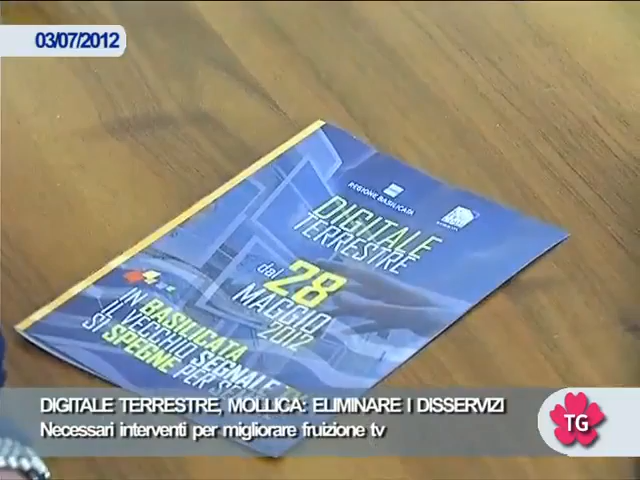 03/07/2012
REGIONE BASILICATA
DIGITALE
TERRESTRE
dal 28
MAGGIO
2012
IN BASILICATA
IL VECCHIO SEGNALE
SI SPEGNE PER
DIGITALE TERRESTRE, MOLLICA: ELIMINARE I DISSERVIZI
Necessari interventi per migliorare fruizione tv
TG